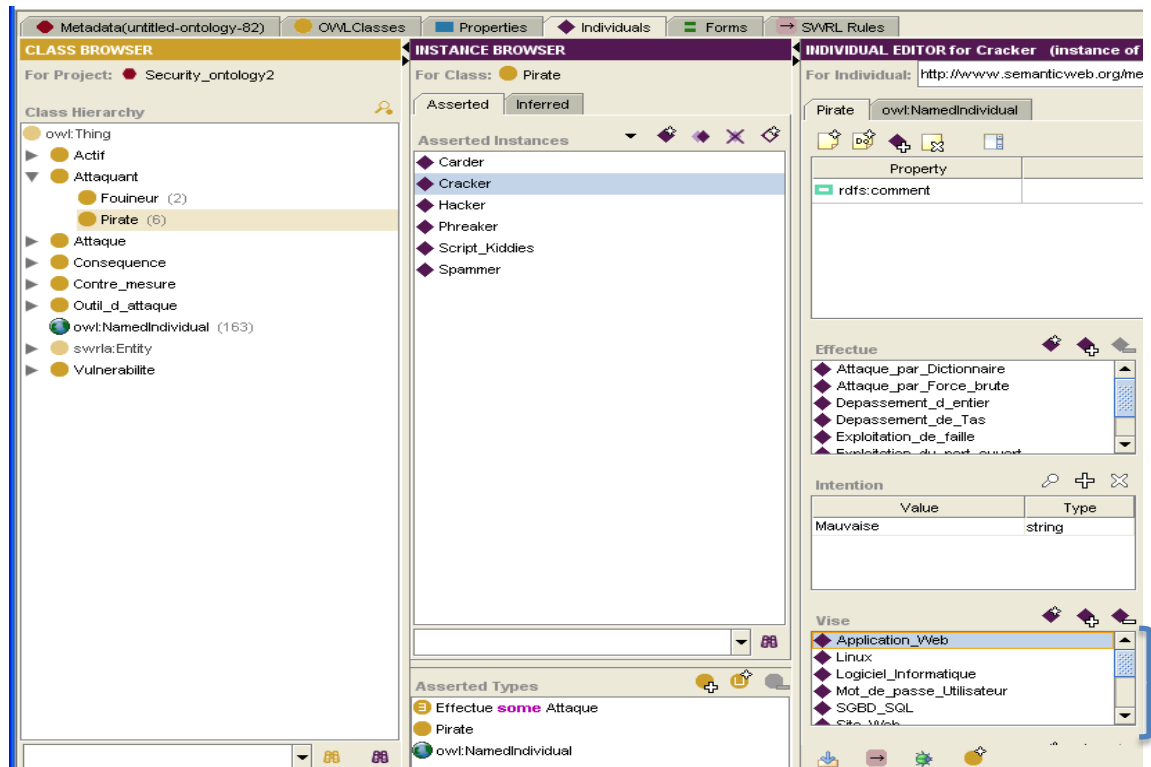 Metadata(untitled-ontology-82) OWLClasses Properties Individuals Forms SWRL Rules
CLASS BROWSER
For Project: Security_ontology2
Class Hierarchy
owl:Thing
Actif
Attaquant
Fouineur (2)
Pirate (6)
Attaque
Consequence
Contre_mesure
Outil_d_attaque
owl:NamedIndividual (163)
swrla:Entity
Vulnerabilite
INSTANCE BROWSER
For Class: Pirate
Asserted Inferred
Asserted Instances
Carder
Cracker
Hacker
Phreaker
Script_Kiddies
Spammer
Asserted Types
Effectue some Attaque
Pirate
owl:NamedIndividual
INDIVIDUAL EDITOR for Cracker (instance of
For Individual: http://www.semanticweb.org/me
Pirate owl:NamedIndividual
Property
rdfs:comment
Effectue
Attaque_par_Dictionnaire
Attaque_par_Force_brute
Depassement_d_entier
Depassement_de_Tas
Exploitation_de_faille
Exploitation_du_port_ouvert
Intention
Value Type
Mauvaise string
Vise
Application_Web
Linux
Logiciel_Informatique
Mot_de_passe_Utilisateur
SGBD_SQL
Site_Web